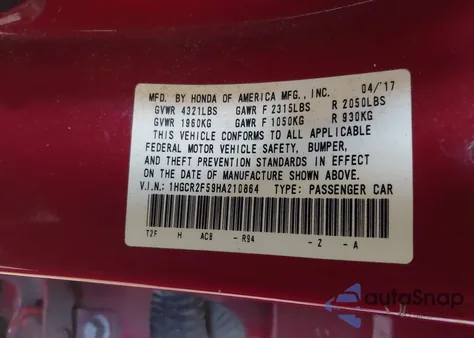 MFD. BY HONDA OF AMERICA MFG., INC. 04/'17
GVWR 4321LBS GAWR F 2315LBS R 2050LBS
GVWR 1960KG GAWR F 1050KG R 930KG
THIS VEHICLE CONFORMS TO ALL APPLICABLE
FEDERAL MOTOR VEHICLE SAFETY, BUMPER,
AND THEFT PREVENTION STANDARDS IN EFFECT
ON THE DATE OF MANUFACTURE SHOWN ABOVE.
V.I.N.: 1HGCR2F59HA210864 TYPE: PASSENGER CAR
T2F H AC8 - R94 - 2 - A
autoSnap